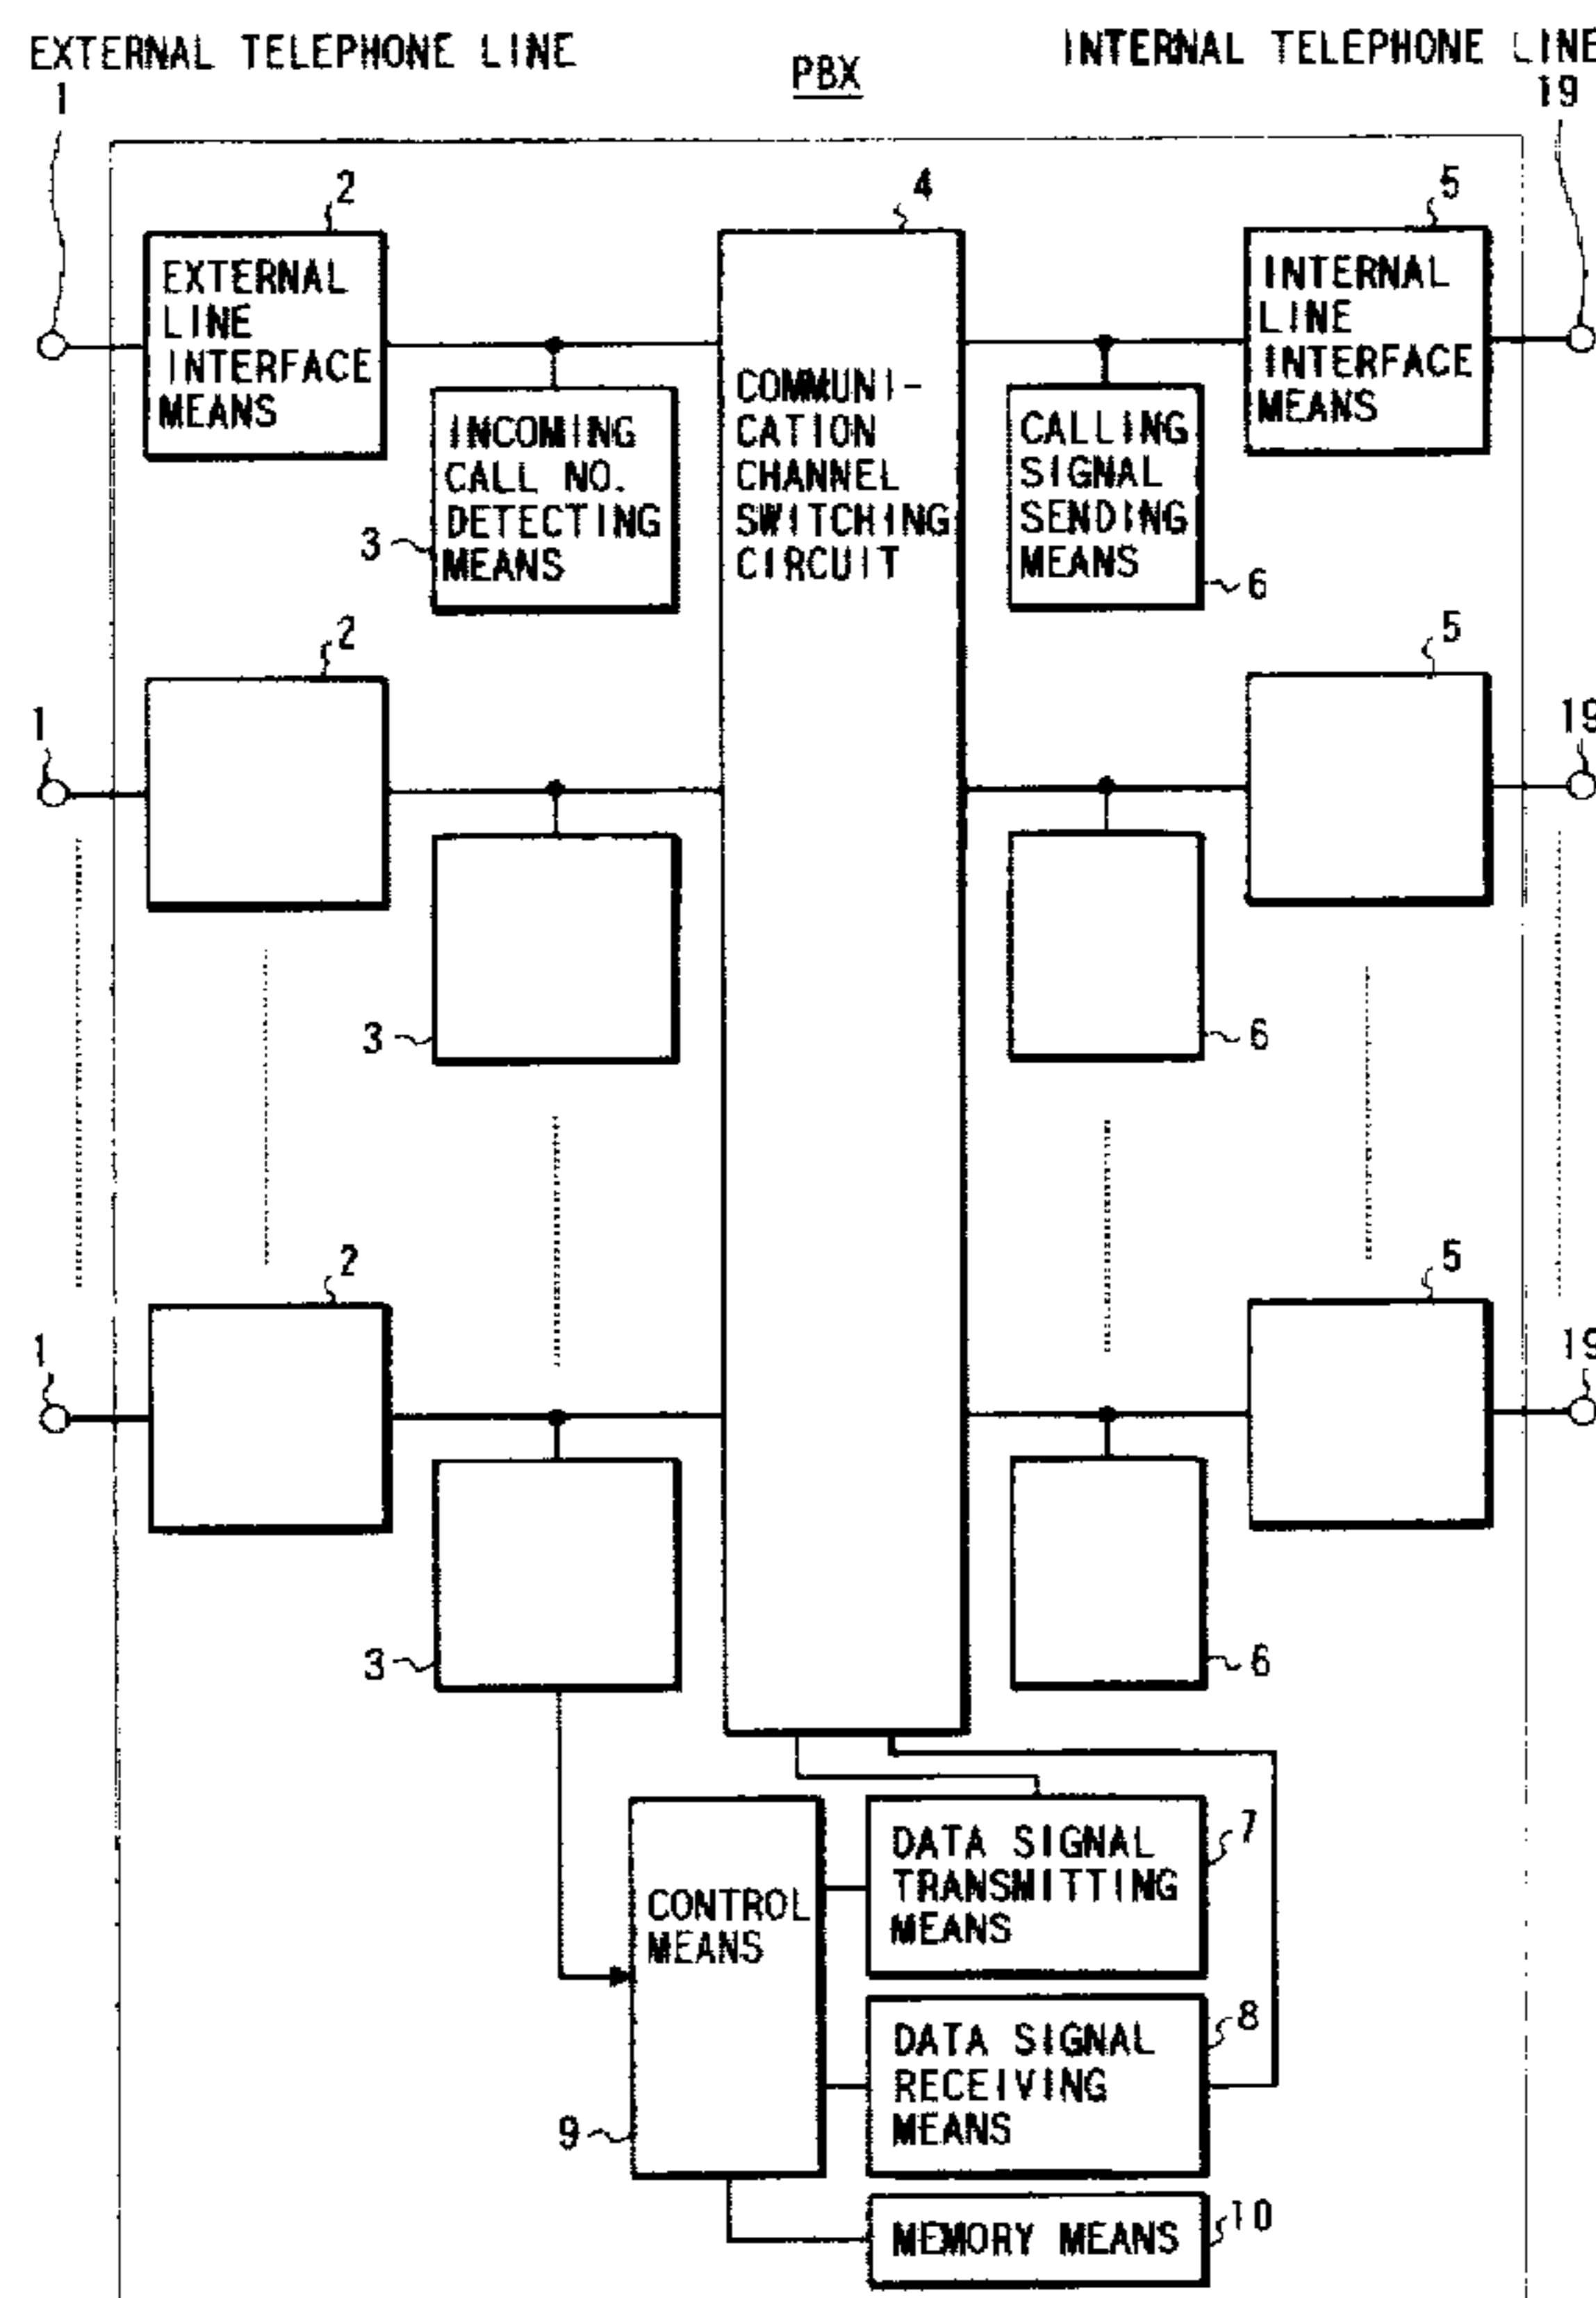 EXTERNAL TELEPHONE LINE
PBX
INTERNAL TELEPHONE LINE
1
19
2
4
5
EXTERNAL
LINE
INTERFACE
MEANS
INCOMING
CALL NO.
DETECTING
MEANS
3
COMMUNI-
CATION
CHANNEL
SWITCHING
CIRCUIT
CALLING
SIGNAL
SENDING
MEANS
6
INTERNAL
LINE
INTERFACE
MEANS
2
5
1
19
3
6
2
5
1
19
3
6
CONTROL
MEANS
9
DATA SIGNAL
TRANSMITTING
MEANS
7
DATA SIGNAL
RECEIVING
MEANS
8
MEMORY MEANS
10